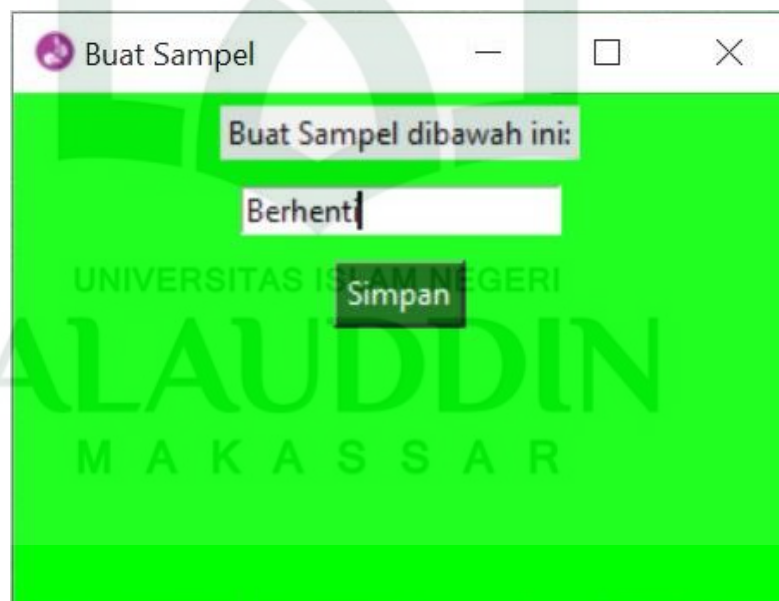 Buat Sampel
Buat Sampel dibawah ini:
Berhenti
Simpan
UNIVERSITAS ISLAM NEGERI
ALAUDDIN
MAKASSAR